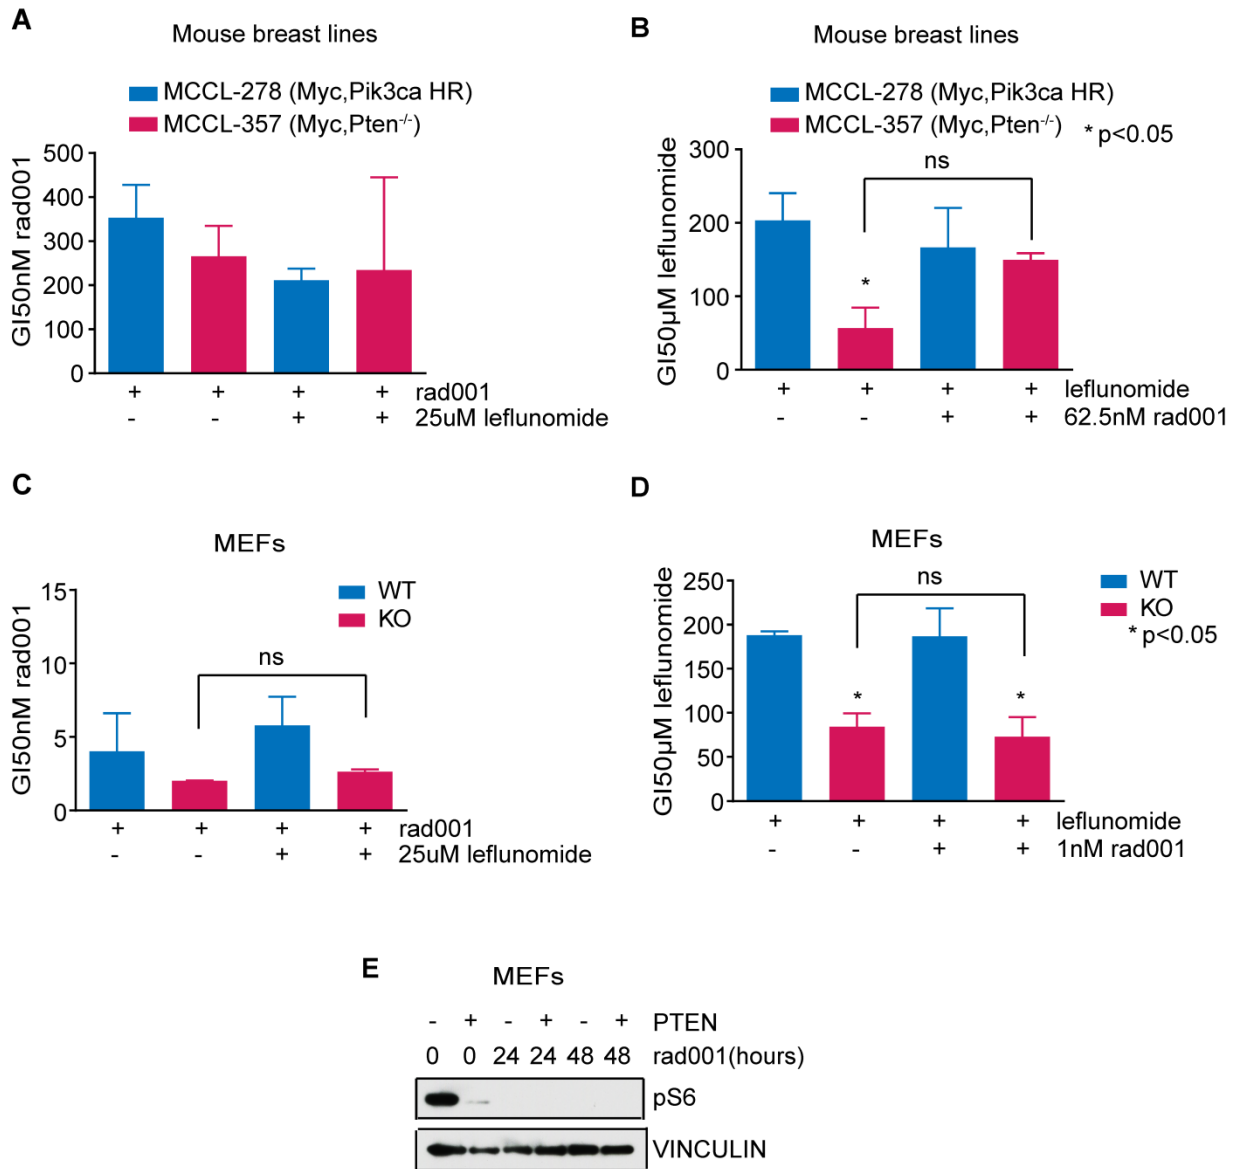 A
Mouse breast lines
MCCL-278 (Myc,Pik3ca HR)
MCCL-357 (Myc,Pten-/-)
GI50nM rad001
500
400
300
200
100
0
+ + + + rad001
- - + + 25uM leflunomide
B
Mouse breast lines
MCCL-278 (Myc,Pik3ca HR)
MCCL-357 (Myc,Pten-/-)
* p<0.05
GI50µM leflunomide
300
200
100
0
ns
*
+ + + + leflunomide
- - + + 62.5nM rad001
C
MEFs
WT
KO
GI50nM rad001
15
10
5
0
ns
+ + + + rad001
- - + + 25uM leflunomide
D
MEFs
WT
KO
* p<0.05
GI50µM leflunomide
250
200
150
100
50
0
ns
* *
+ + + + leflunomide
- - + + 1nM rad001
E
MEFs
- + - + - + PTEN
0 0 24 24 48 48 rad001(hours)
pS6
VINCULIN